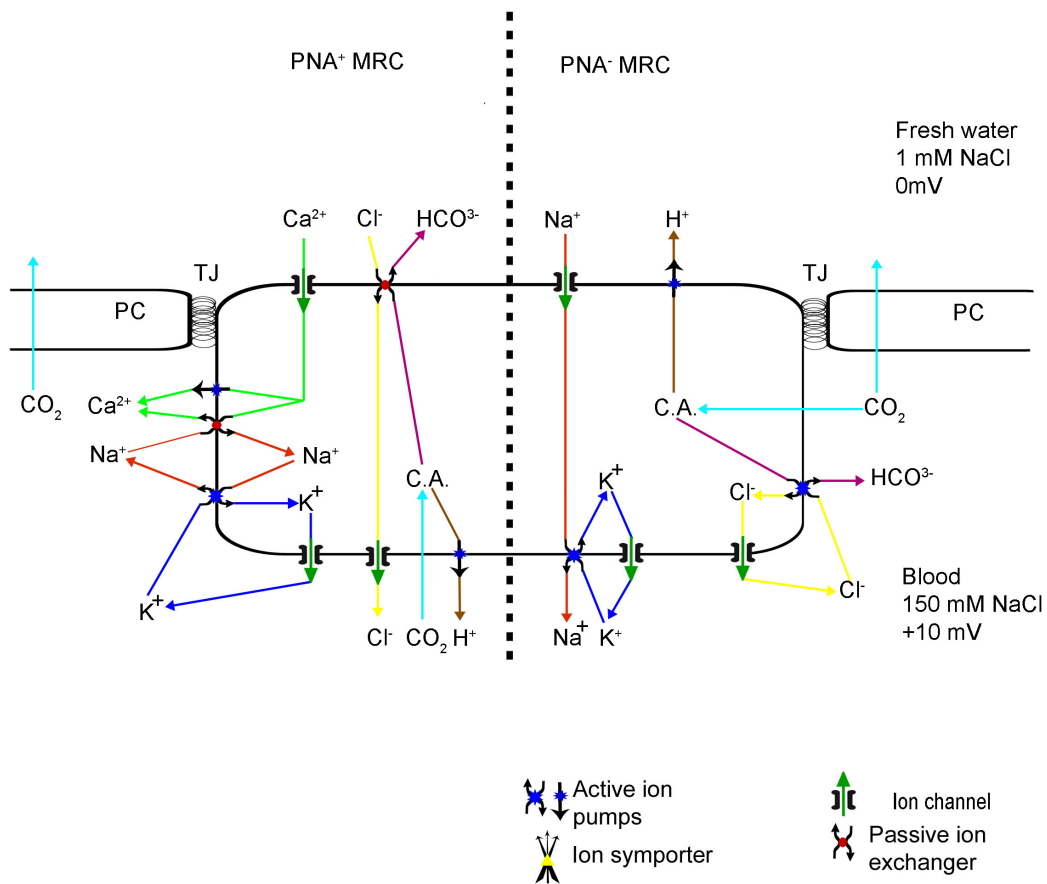 PNA⁺ MRC
PNA⁻ MRC
Fresh water
1 mM NaCl
0mV
Ca²⁺
Cl⁻
HCO³⁻
Na⁺
H⁺
TJ
TJ
PC
PC
CO₂
Ca²⁺
C.A.
CO₂
Na⁺
Na⁺
C.A.
K⁺
K⁺
Cl⁻
HCO³⁻
K⁺
Cl⁻
Blood
150 mM NaCl
+10 mV
Cl⁻
CO₂
H⁺
Na⁺
K⁺
Active ion
pumps
Ion symporter
Ion channel
Passive ion
exchanger